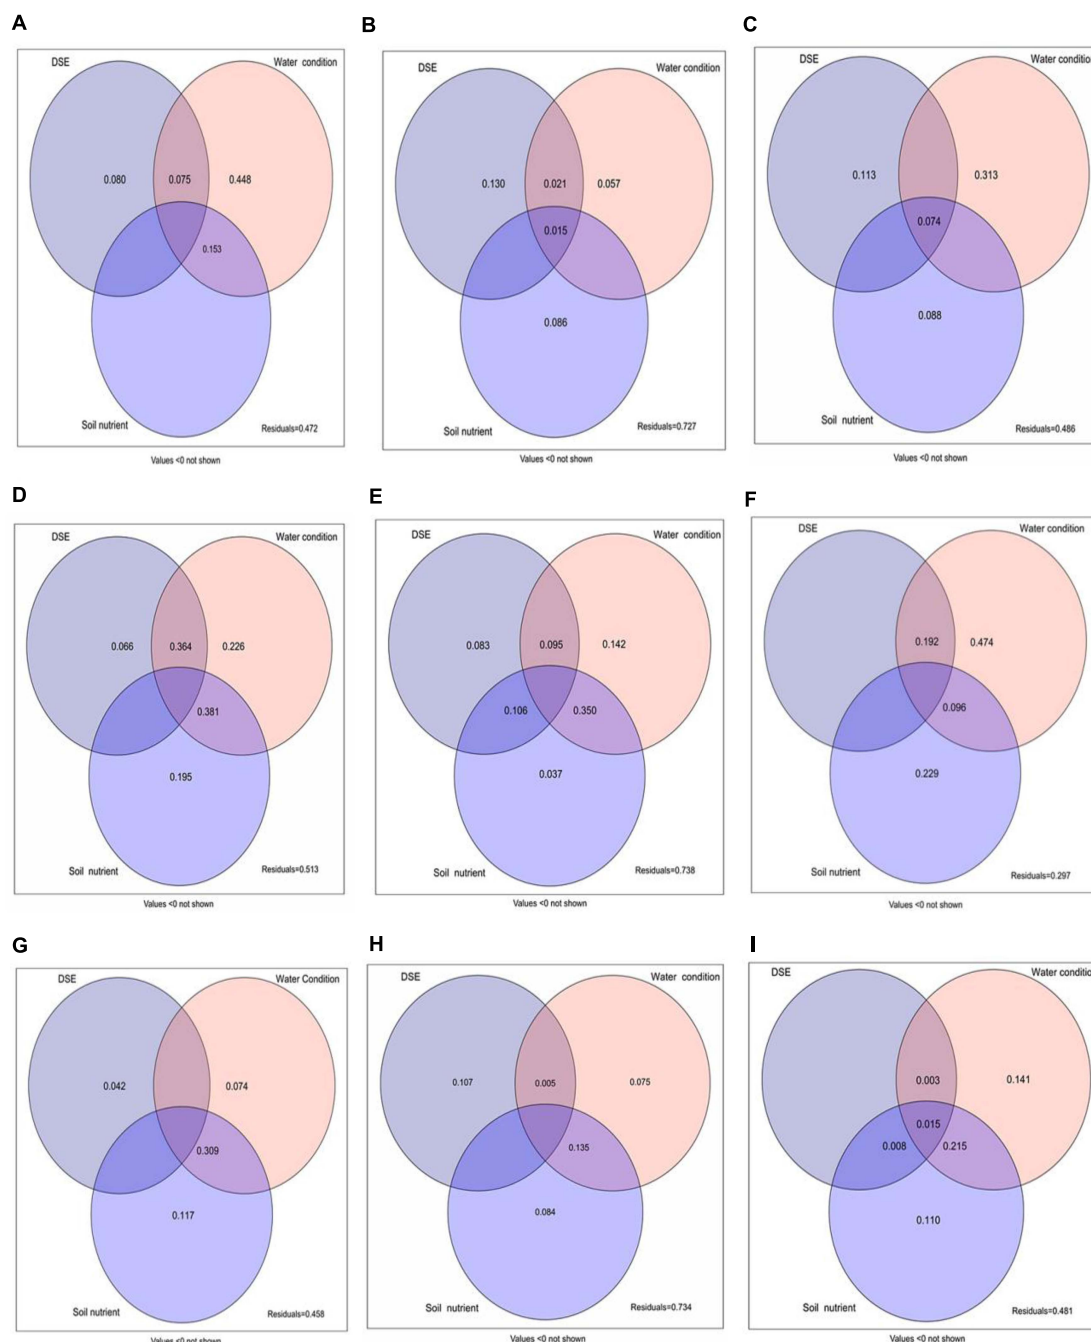 A
DSE
Water condition
0.080
0.075
0.448
0.153
Soil nutrient
Residuals=0.472
Values <0 not shown
B
DSE
Water condition
0.130
0.021
0.057
0.015
0.086
Soil nutrient
Residuals=0.727
Values <0 not shown
C
DSE
Water condition
0.113
0.313
0.074
0.088
Soil nutrient
Residuals=0.486
Values <0 not shown
D
DSE
Water condition
0.066
0.364
0.226
0.381
0.195
Soil nutrient
Residuals=0.513
Values <0 not shown
E
DSE
Water condition
0.083
0.095
0.142
0.106
0.350
0.037
Soil nutrient
Residuals=0.738
Values <0 not shown
F
DSE
Water condition
0.192
0.474
0.096
0.229
Soil nutrient
Residuals=0.297
Values <0 not shown
G
DSE
Water Condition
0.042
0.074
0.309
0.117
Soil nutrient
Residuals=0.458
Values <0 not shown
H
DSE
Water condition
0.107
0.005
0.075
0.135
0.084
Soil nutrient
Residuals=0.734
Values <0 not shown
I
DSE
Water conditio
0.003
0.141
0.015
0.008
0.215
0.110
Soil nutrient
Residuals=0.481
Values <0 not shown